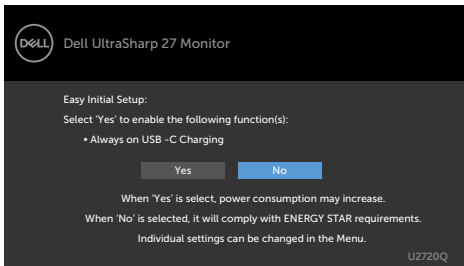 DELL
Dell UltraSharp 27 Monitor
Easy Initial Setup:
Select 'Yes' to enable the following function(s):
• Always on USB -C Charging
Yes No
When 'Yes' is select, power consumption may increase.
When 'No' is selected, it will comply with ENERGY STAR requirements.
Individual settings can be changed in the Menu.
U2720Q